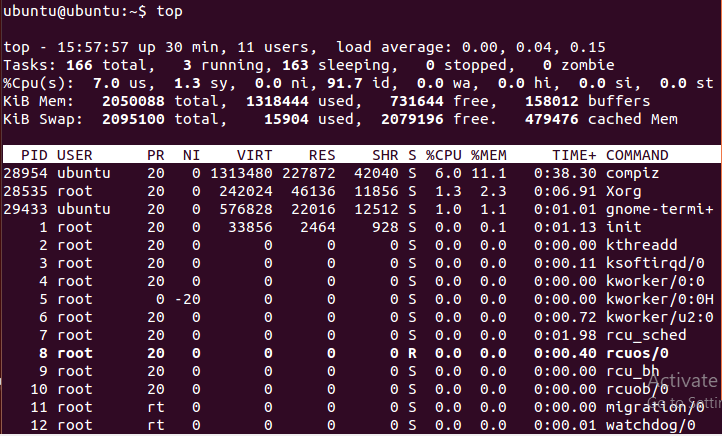 ubuntu@ubuntu:~$ top
top - 15:57:57 up 30 min, 11 users,  load average: 0.00, 0.04, 0.15
Tasks: 166 total,   3 running, 163 sleeping,   0 stopped,   0 zombie
%Cpu(s):  7.0 us,  1.3 sy,  0.0 ni, 91.7 id,  0.0 wa,  0.0 hi,  0.0 si,  0.0 st
KiB Mem:   2050088 total,  1318444 used,   731644 free,   158012 buffers
KiB Swap:  2095100 total,    15904 used,  2079196 free.   479476 cached Mem
  PID USER      PR  NI    VIRT    RES    SHR S %CPU %MEM     TIME+ COMMAND
28954 ubuntu    20   0 1313480 227872  42040 S  6.0 11.1   0:38.30 compiz
28535 root      20   0  242024  46136  11856 S  1.3  2.3   0:06.91 Xorg
29433 ubuntu    20   0  576828  22016  12512 S  1.0  1.1   0:01.01 gnome-termi+
    1 root      20   0   33856   2464    928 S  0.0  0.1   0:01.13 init
    2 root      20   0       0      0      0 S  0.0  0.0   0:00.00 kthreadd
    3 root      20   0       0      0      0 S  0.0  0.0   0:00.11 ksoftirqd/0
    4 root      20   0       0      0      0 S  0.0  0.0   0:00.00 kworker/0:0
    5 root       0 -20       0      0      0 S  0.0  0.0   0:00.00 kworker/0:0H
    6 root      20   0       0      0      0 S  0.0  0.0   0:00.72 kworker/u2:0
    7 root      20   0       0      0      0 S  0.0  0.0   0:01.98 rcu_sched
    8 root      20   0       0      0      0 R  0.0  0.0   0:00.40 rcuos/0
    9 root      20   0       0      0      0 S  0.0  0.0   0:00.00 rcu_bh
   10 root      20   0       0      0      0 S  0.0  0.0   0:00.00 rcuob/0
   11 root      rt   0       0      0      0 S  0.0  0.0   0:00.00 migration/0
   12 root      rt   0       0      0      0 S  0.0  0.0   0:00.01 watchdog/0
Activate
Go to Settin